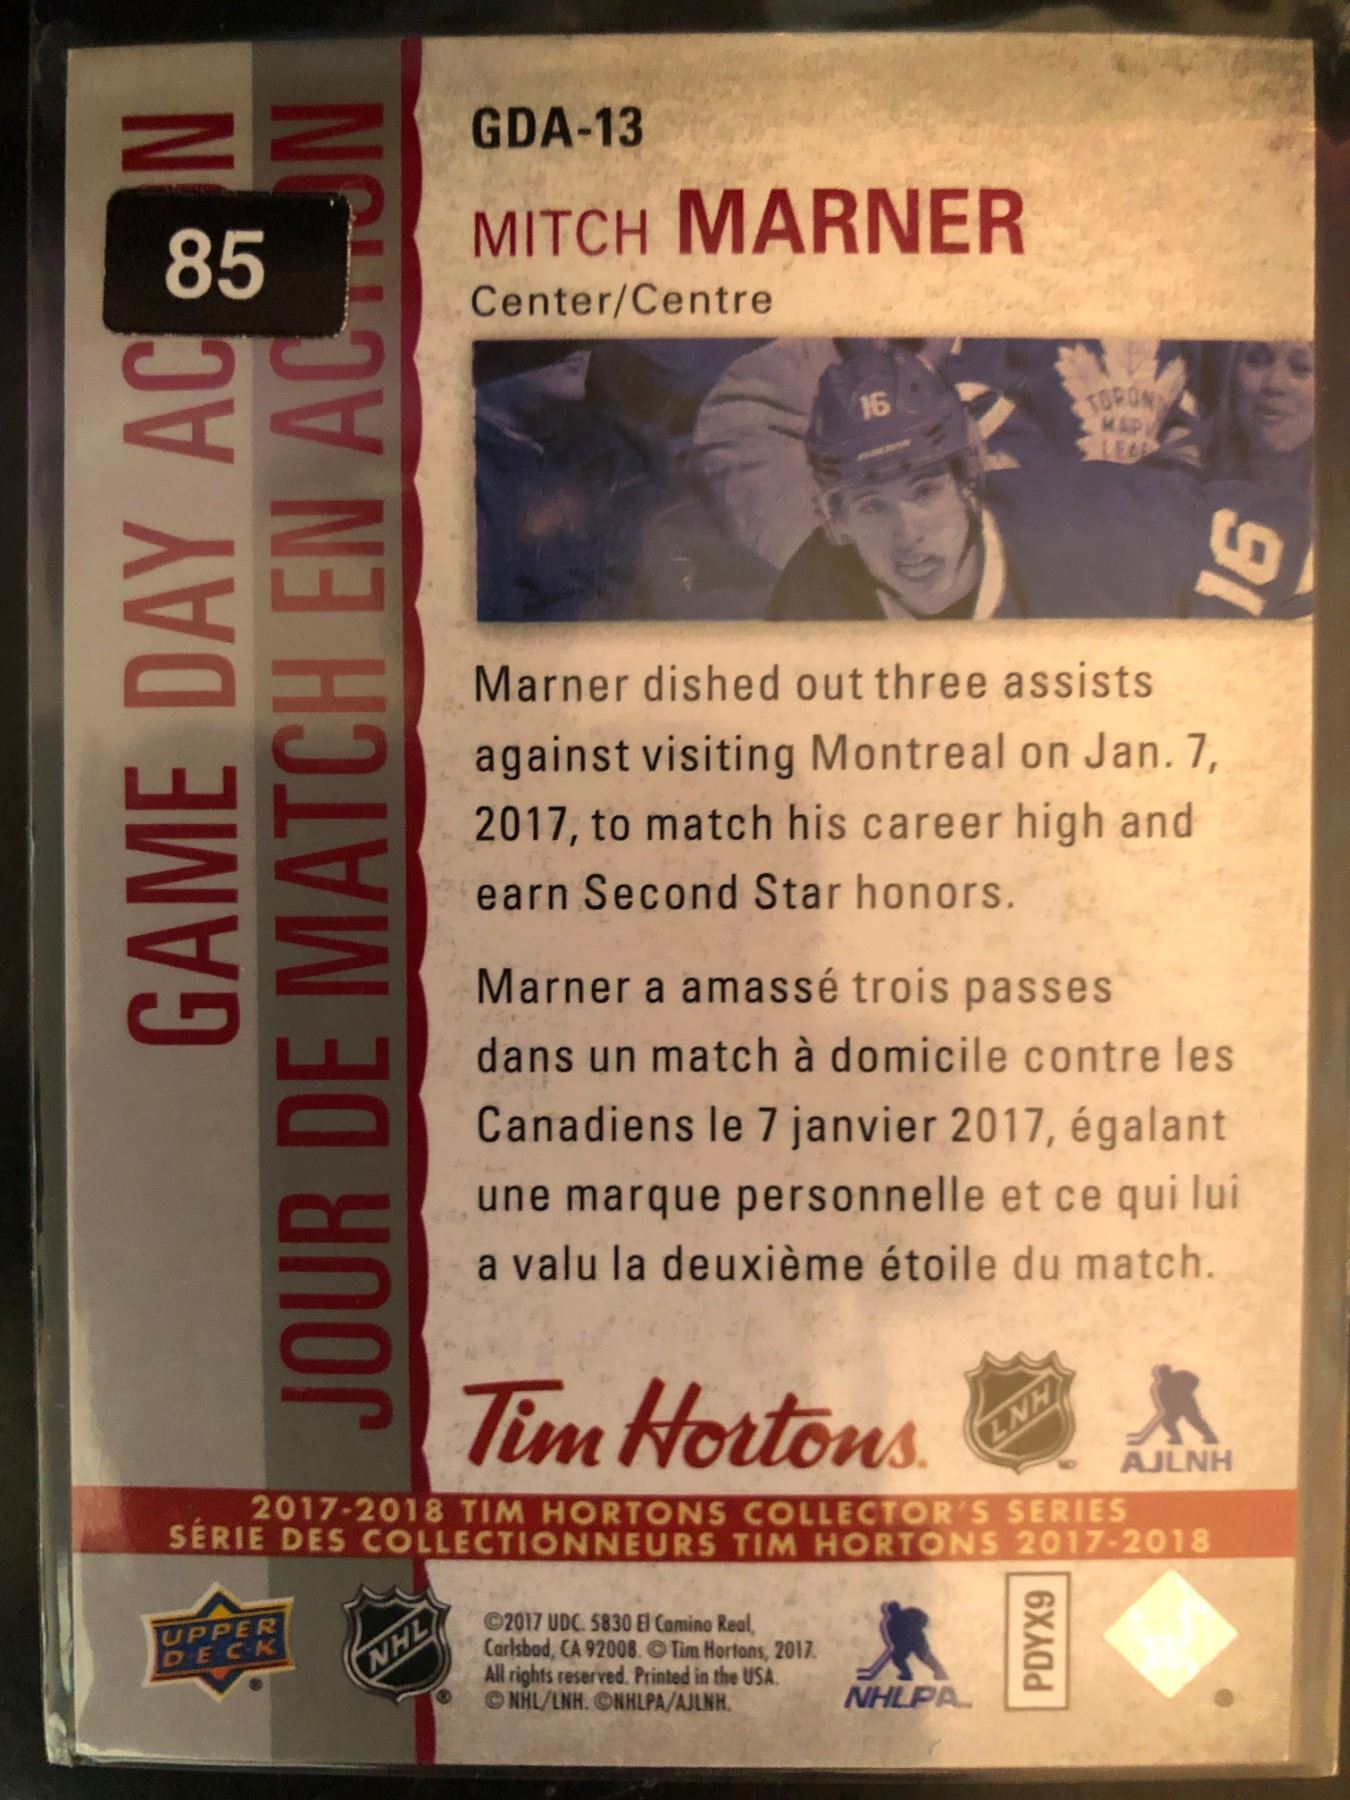 GAME DAY AC N
JOUR DE MATCH EN ACTION
85
GDA-13
MITCH MARNER
Center/Centre
16
TORON
MAPL
LEAF
16
Marner dished out three assists
against visiting Montreal on Jan. 7,
2017, to match his career high and
earn Second Star honors.
Marner a amassé trois passes
dans un match à domicile contre les
Canadiens le 7 janvier 2017, égalant
une marque personnelle et ce qui lui
a valu la deuxième étoile du match.
Tim Hortons.
LNH
AJLNH
2017-2018 TIM HORTONS COLLECTOR'S SERIES
SÉRIE DES COLLECTIONNEURS TIM HORTONS 2017-2018
UPPER
D·E·C·K
NHL
©2017 UDC. 5830 El Camino Real,
Carlsbad, CA 92008. © Tim Hortons, 2017.
All rights reserved. Printed in the USA.
© NHL/LNH. ©NHLPA/AJLNH.
NHLPA
PDYX9